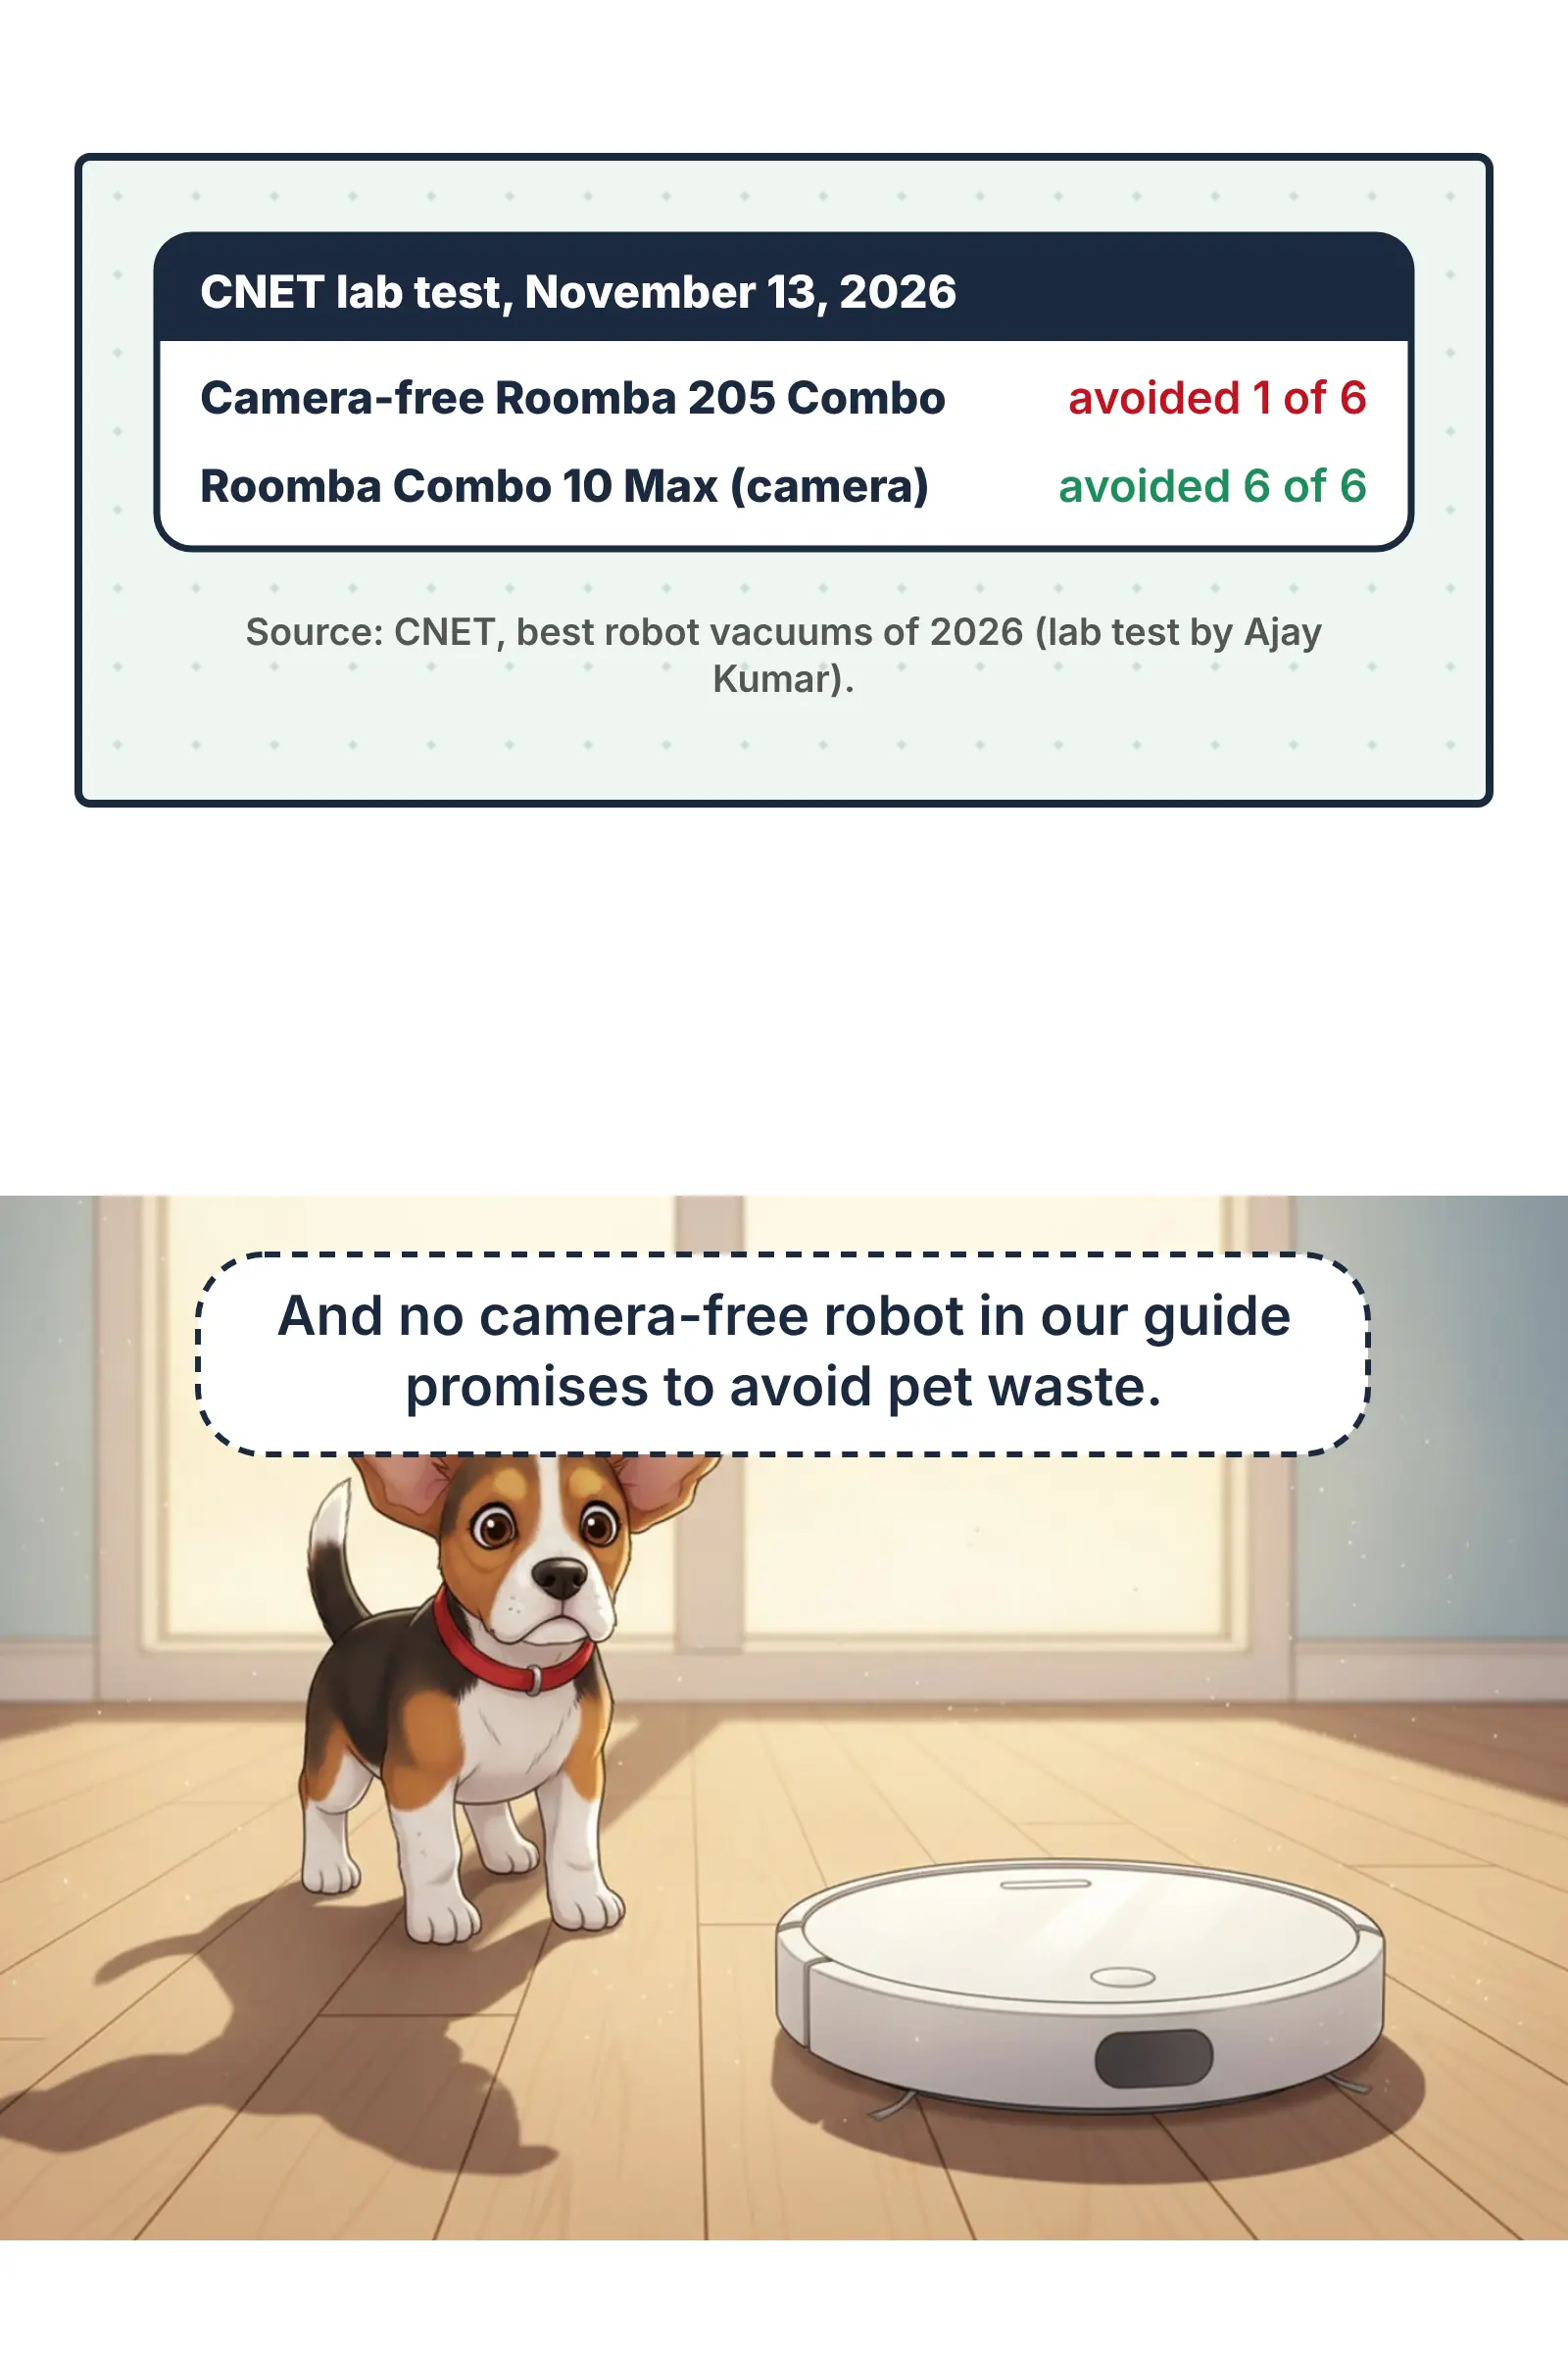 CNET lab test, November 13, 2026
Camera-free Roomba 205 Combo avoided 1 of 6
Roomba Combo 10 Max (camera) avoided 6 of 6
Source: CNET, best robot vacuums of 2026 (lab test by Ajay
Kumar).
And no camera-free robot in our guide
promises to avoid pet waste.